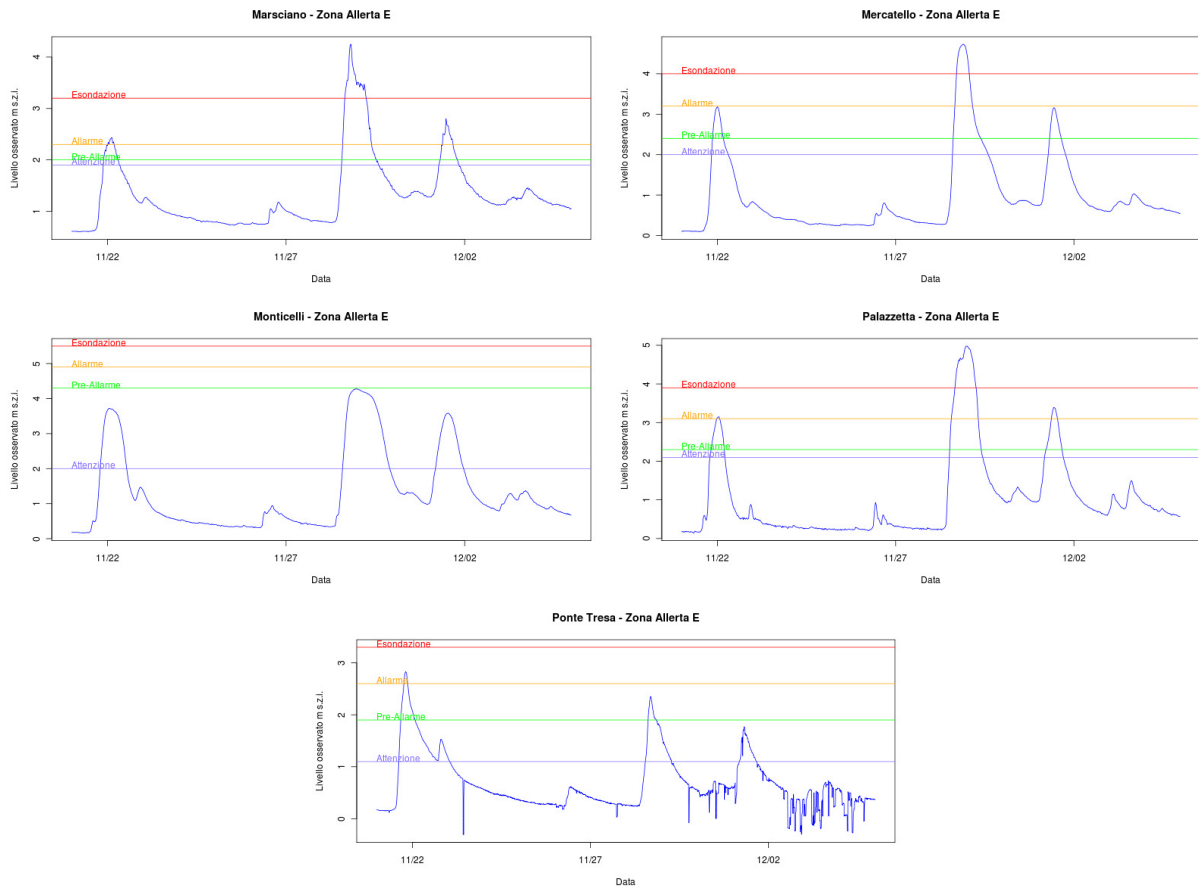 Marsciano - Zona Allerta E
Livello osservato m s.z.i.
4
3
2
1
Esondazione
Allarme
Pre-Allarme
Attenzione
11/22 11/27 12/02
Data
Mercatello - Zona Allerta E
Livello osservato m s.z.i.
4
3
2
1
0
Esondazione
Allarme
Pre-Allarme
Attenzione
11/22 11/27 12/02
Data
Monticelli - Zona Allerta E
Livello osservato m s.z.i.
5
4
3
2
1
0
Esondazione
Allarme
Pre-Allarme
Attenzione
11/22 11/27 12/02
Data
Palazzetta - Zona Allerta E
Livello osservato m s.z.i.
5
4
3
2
1
0
Esondazione
Allarme
Pre-Allarme
Attenzione
11/22 11/27 12/02
Data
Ponte Tresa - Zona Allerta E
Livello osservato m s.z.i.
3
2
1
0
Esondazione
Allarme
Pre-Allarme
Attenzione
11/22 11/27 12/02
Data